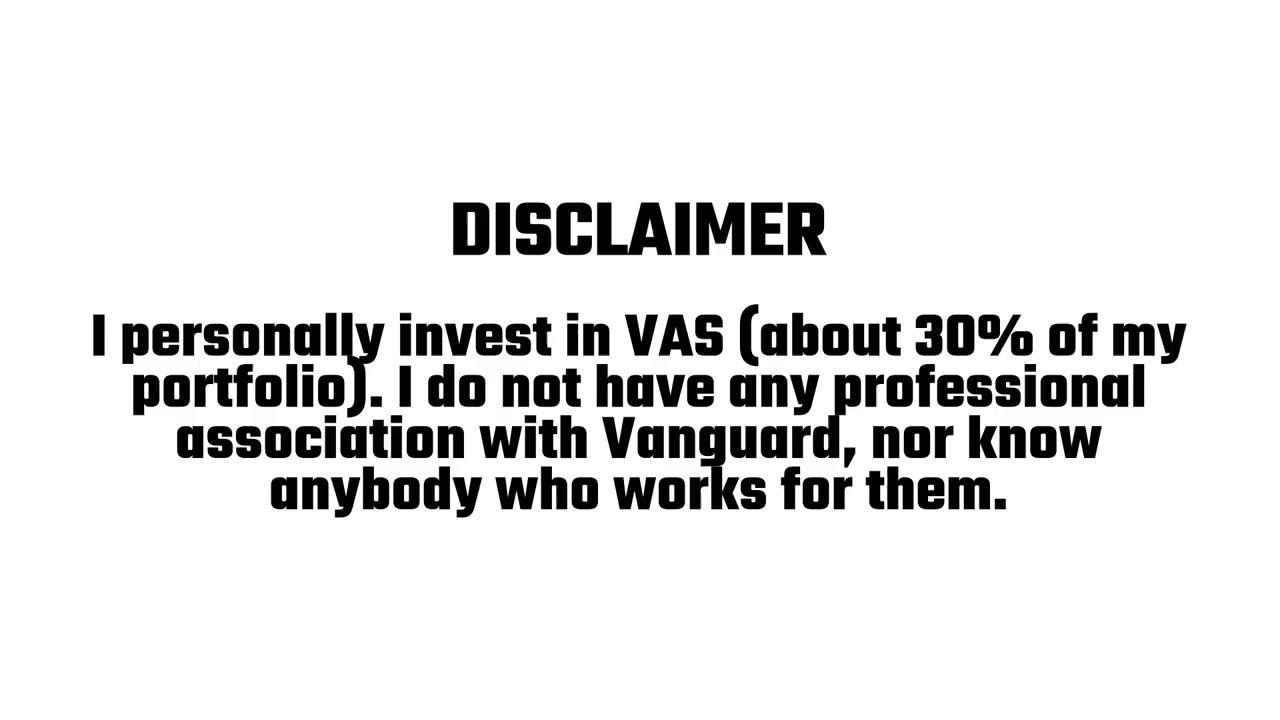 DISCLAIMER
I personally invest in VAS (about 30% of my
portfolio). I do not have any professional
association with Vanguard, nor know
anybody who works for them.